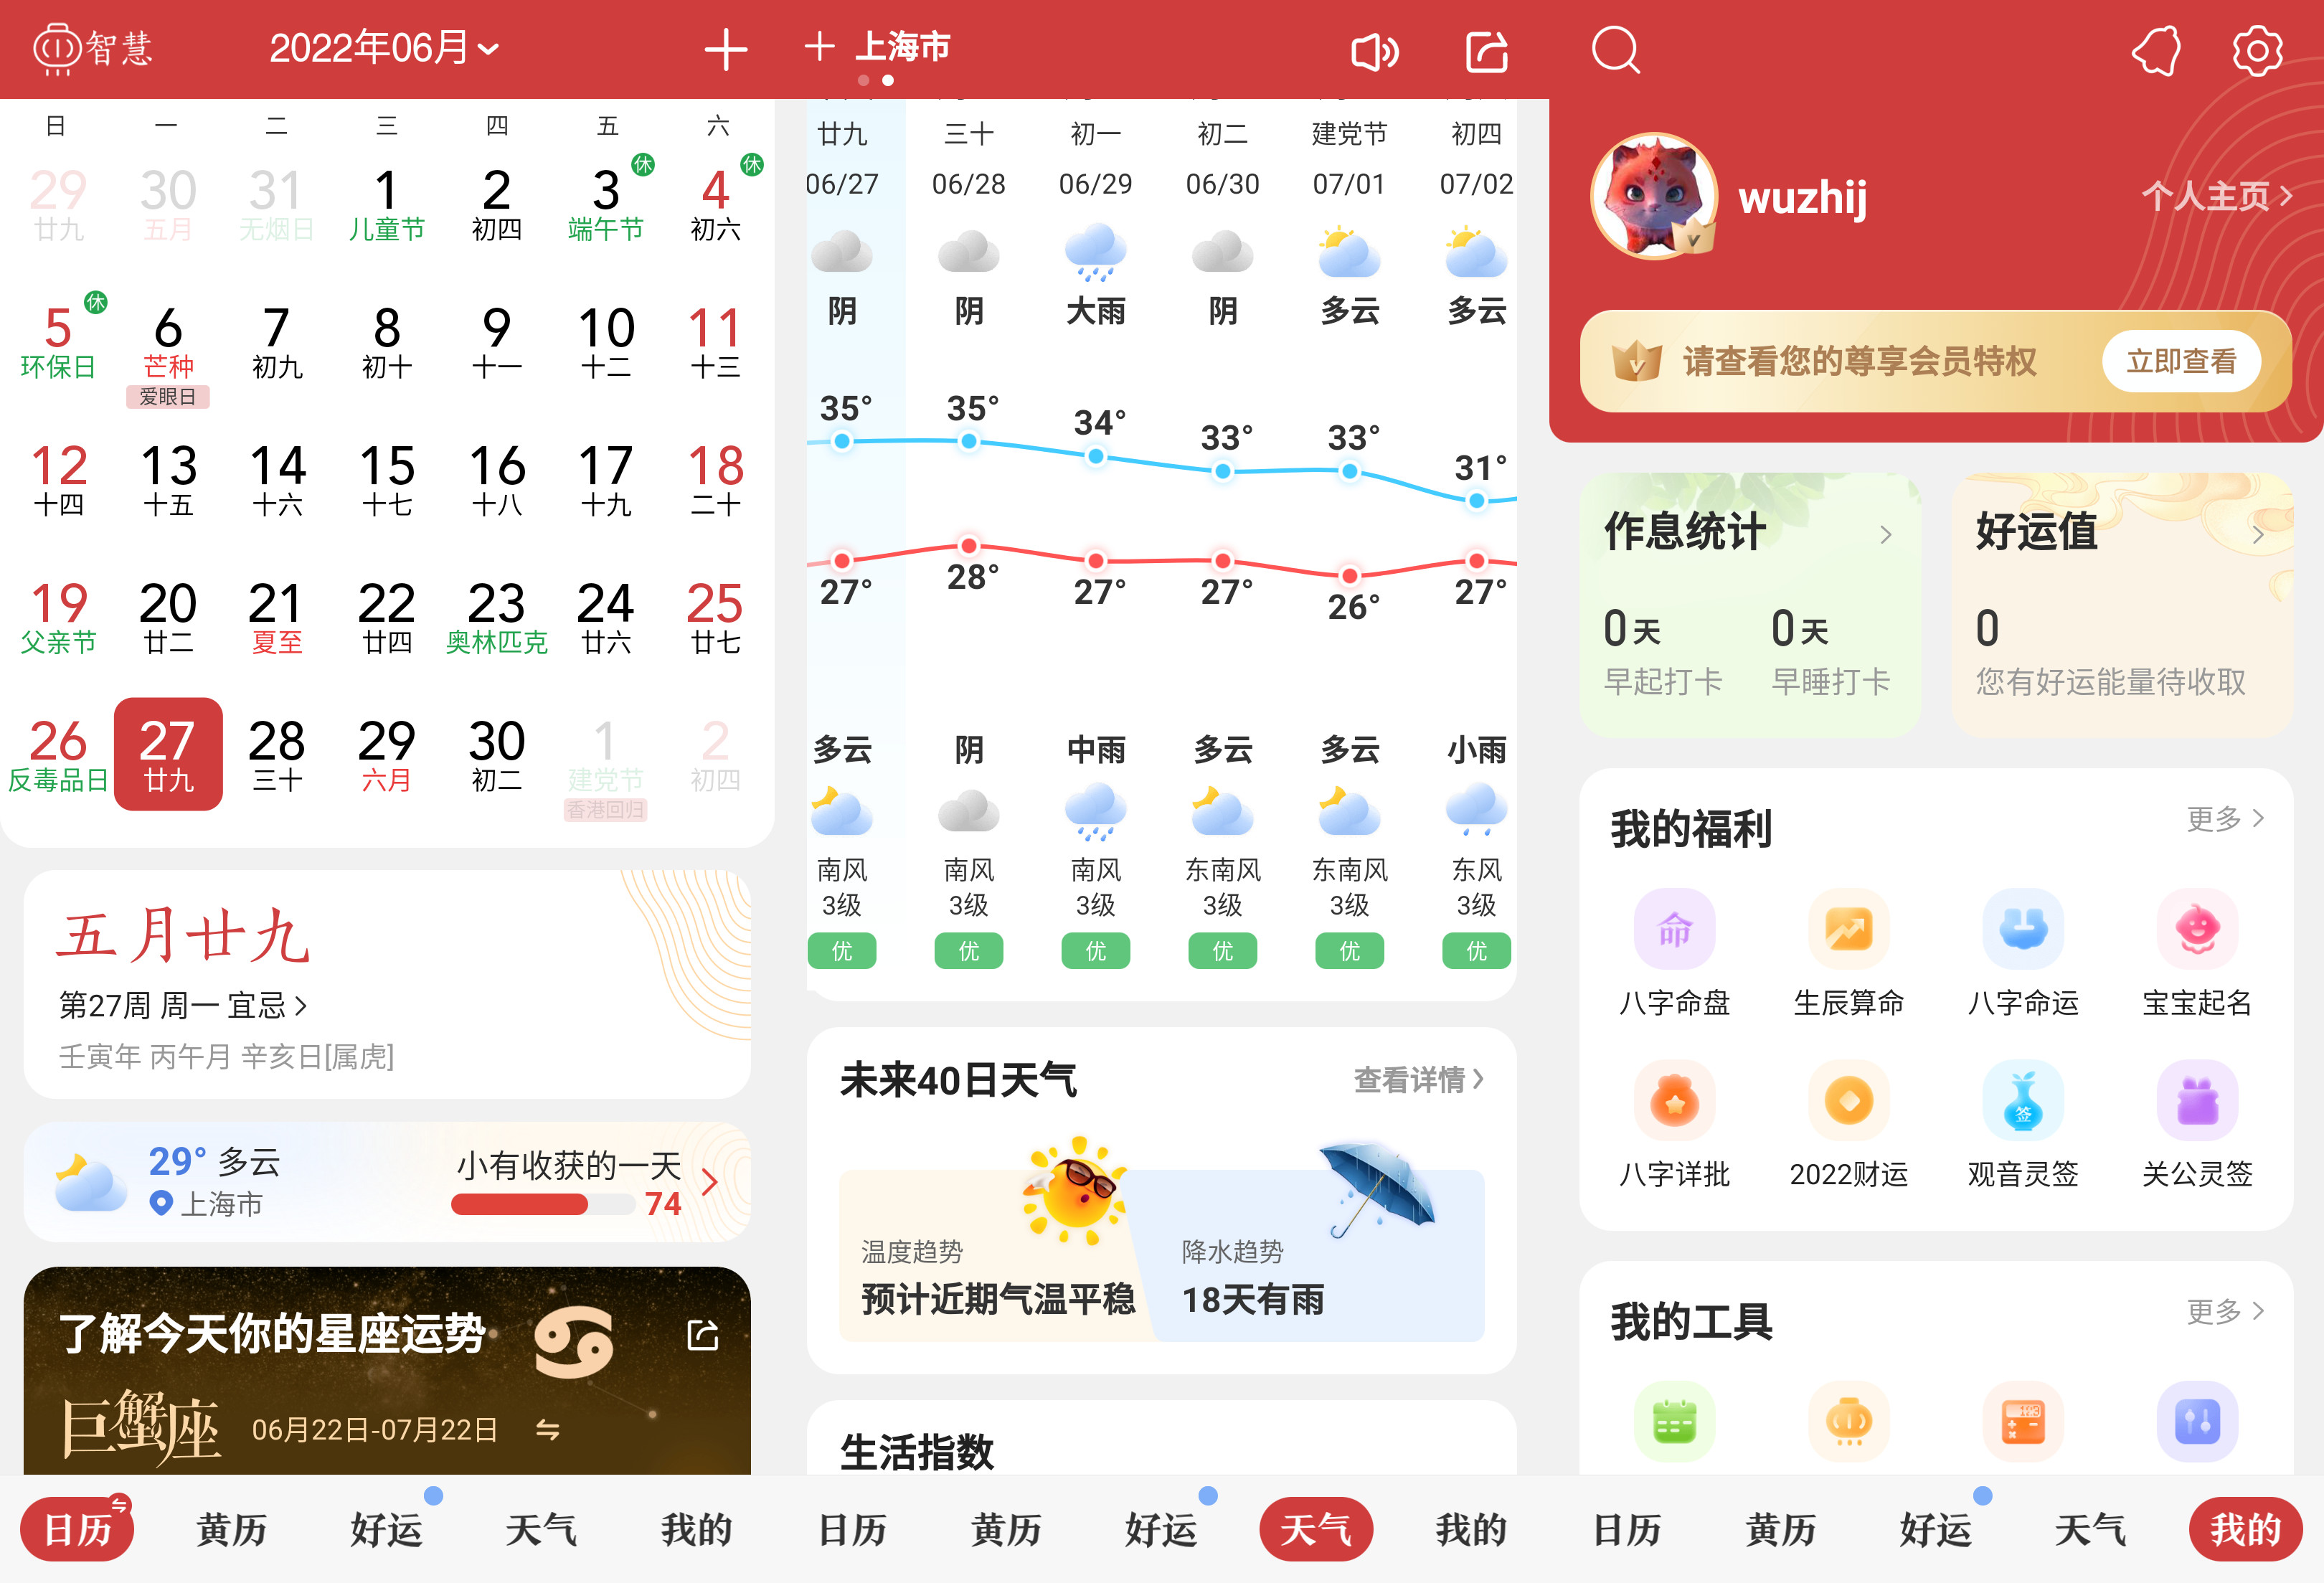 智慧
2022年06月
日 一 二 三 四 五 六
29 30 31 1 2 3 休 4 休
廿九 五月 无烟日 儿童节 初四 端午节 初六
5 休 6 7 8 9 10 11
环保日 芒种 初九 初十 十一 十二 十三
爱眼日
12 13 14 15 16 17 18
十四 十五 十六 十七 十八 十九 二十
19 20 21 22 23 24 25
父亲节 廿二 夏至 廿四 奥林匹克 廿六 廿七
26 27 28 29 30 1 2
反毒品日 廿九 三十 六月 初二 建党节 初四
香港回归
五月廿九
第27周 周一 宜忌
壬寅年 丙午月 辛亥日[属虎]
29° 多云
上海市
小有收获的一天
74
了解今天你的星座运势
巨蟹座 06月22日-07月22日
日历 黄历 好运 天气 我的
上海市
廿九 三十 初一 初二 建党节 初四
06/27 06/28 06/29 06/30 07/01 07/02
阴 阴 大雨 阴 多云 多云
35° 35° 34° 33° 33° 31°
27° 28° 27° 27° 26° 27°
多云 阴 中雨 多云 多云 小雨
南风 南风 南风 东南风 东南风 东风
3级 3级 3级 3级 3级 3级
优 优 优 优 优 优
未来40日天气 查看详情
温度趋势 降水趋势
预计近期气温平稳 18天有雨
生活指数
日历 黄历 好运 天气 我的
wuzhij 个人主页
请查看您的尊享会员特权 立即查看
作息统计
0天 0天
早起打卡 早睡打卡
好运值
0
您有好运能量待收取
我的福利 更多
命
八字命盘 生辰算命 八字命运 宝宝起名
签
八字详批 2022财运 观音灵签 关公灵签
我的工具 更多
日历 黄历 好运 天气 我的